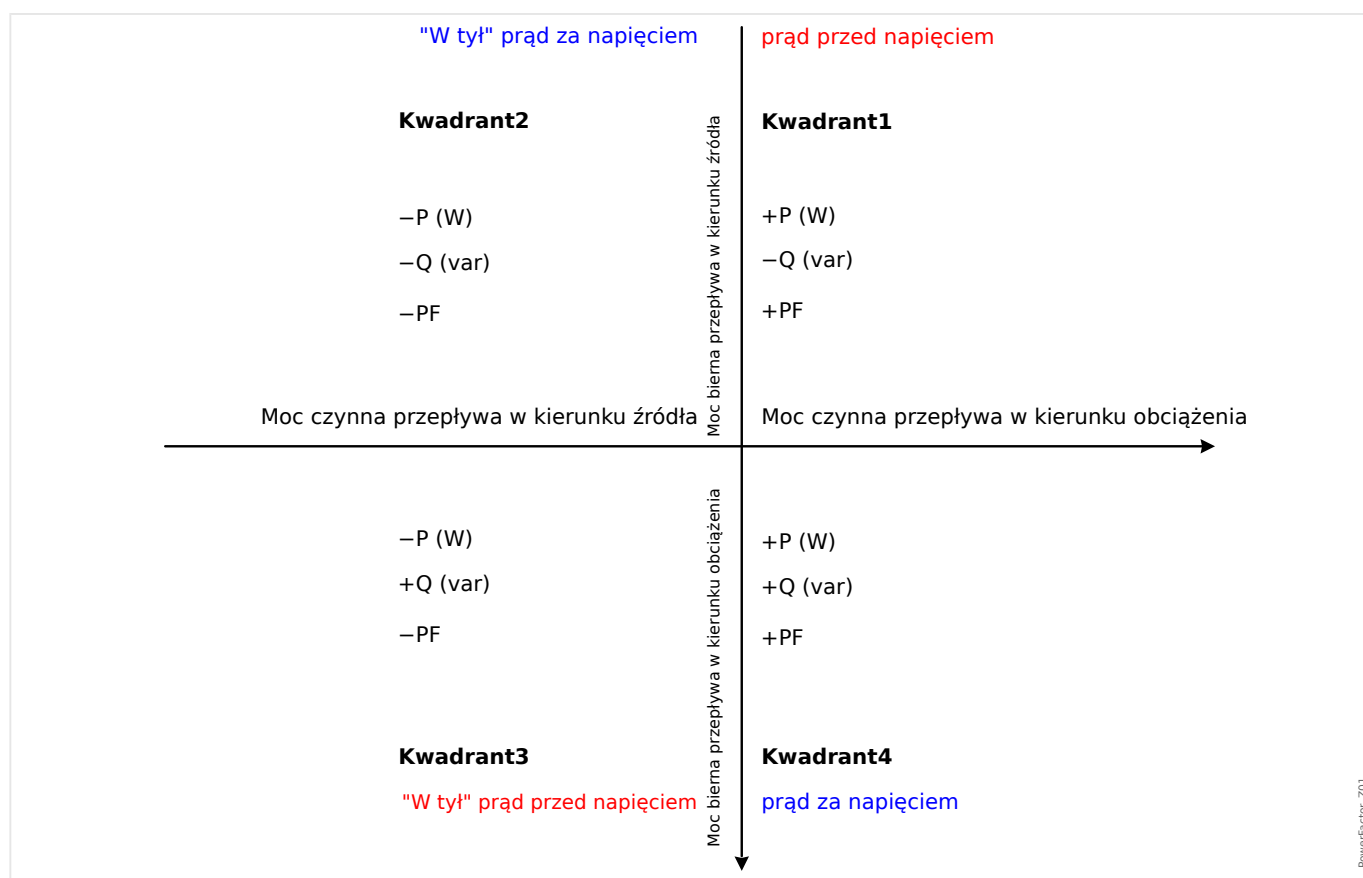 "W tył" prąd za napięciem
prąd przed napięciem
Kwadrant2
Kwadrant1
−P (W)
−Q (var)
−PF
+P (W)
−Q (var)
+PF
Moc bierna przepływa w kierunku źródła
Moc czynna przepływa w kierunku źródła
Moc czynna przepływa w kierunku obciążenia
Moc bierna przepływa w kierunku obciążenia
−P (W)
+Q (var)
−PF
+P (W)
+Q (var)
+PF
Kwadrant3
Kwadrant4
"W tył" prąd przed napięciem
prąd za napięciem
PowerFactor_Z01